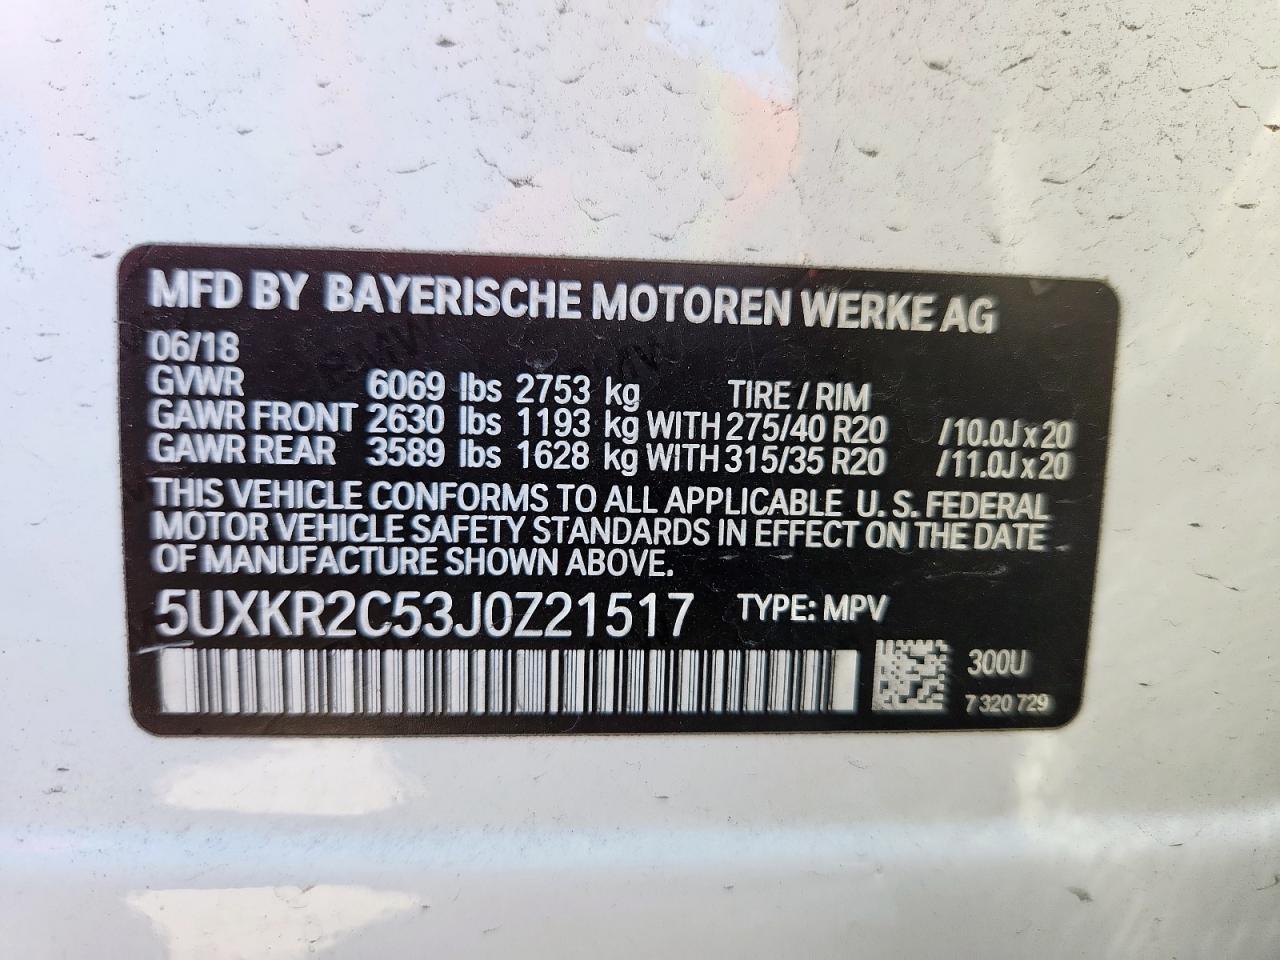 MFD BY BAYERISCHE MOTOREN WERKE AG
06/18
GVWR 6069 lbs 2753 kg TIRE / RIM
GAWR FRONT 2630 lbs 1193 kg WITH 275/40 R20 /10.0J x 20
GAWR REAR 3589 lbs 1628 kg WITH 315/35 R20 /11.0J x 20
THIS VEHICLE CONFORMS TO ALL APPLICABLE U. S. FEDERAL
MOTOR VEHICLE SAFETY STANDARDS IN EFFECT ON THE DATE
OF MANUFACTURE SHOWN ABOVE.
5UXKR2C53J0Z21517 TYPE: MPV
300U
7 320 729